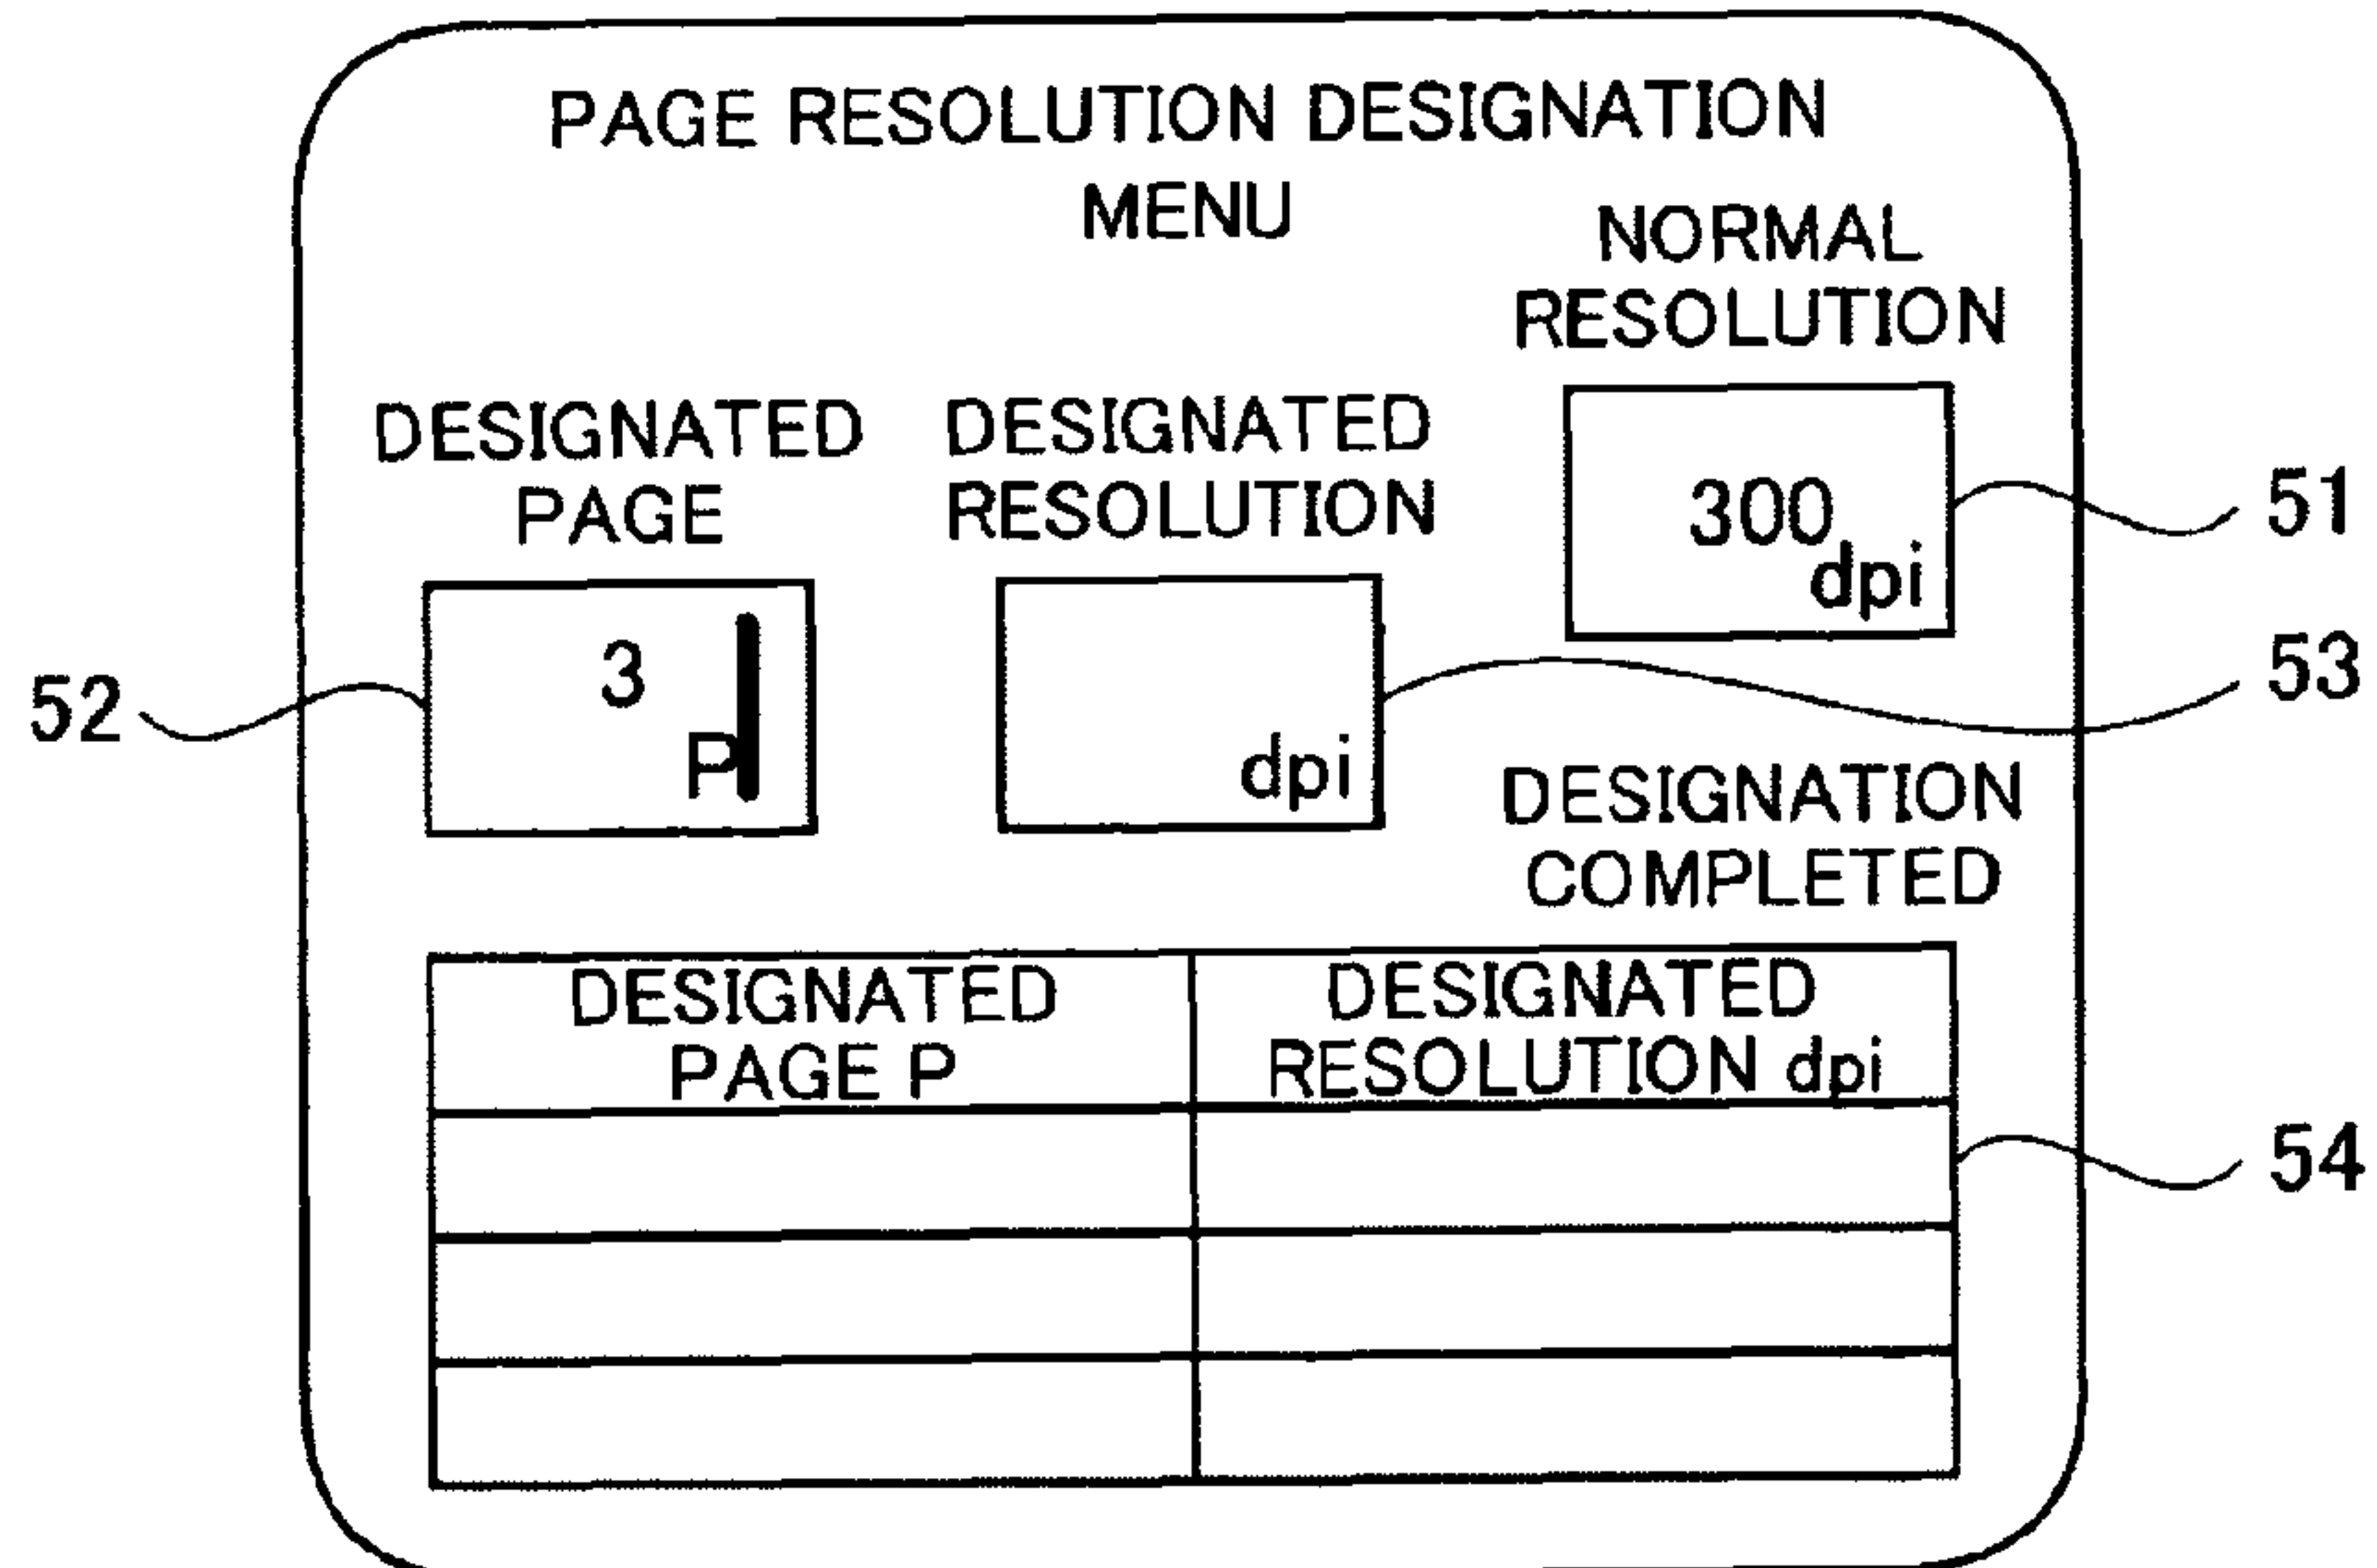 PAGE RESOLUTION DESIGNATION
MENU
NORMAL
RESOLUTION
300
dpi
51
DESIGNATED
PAGE
3
P
52
DESIGNATED
RESOLUTION
dpi
53
DESIGNATION
COMPLETED
DESIGNATED
PAGE P
DESIGNATED
RESOLUTION dpi
54